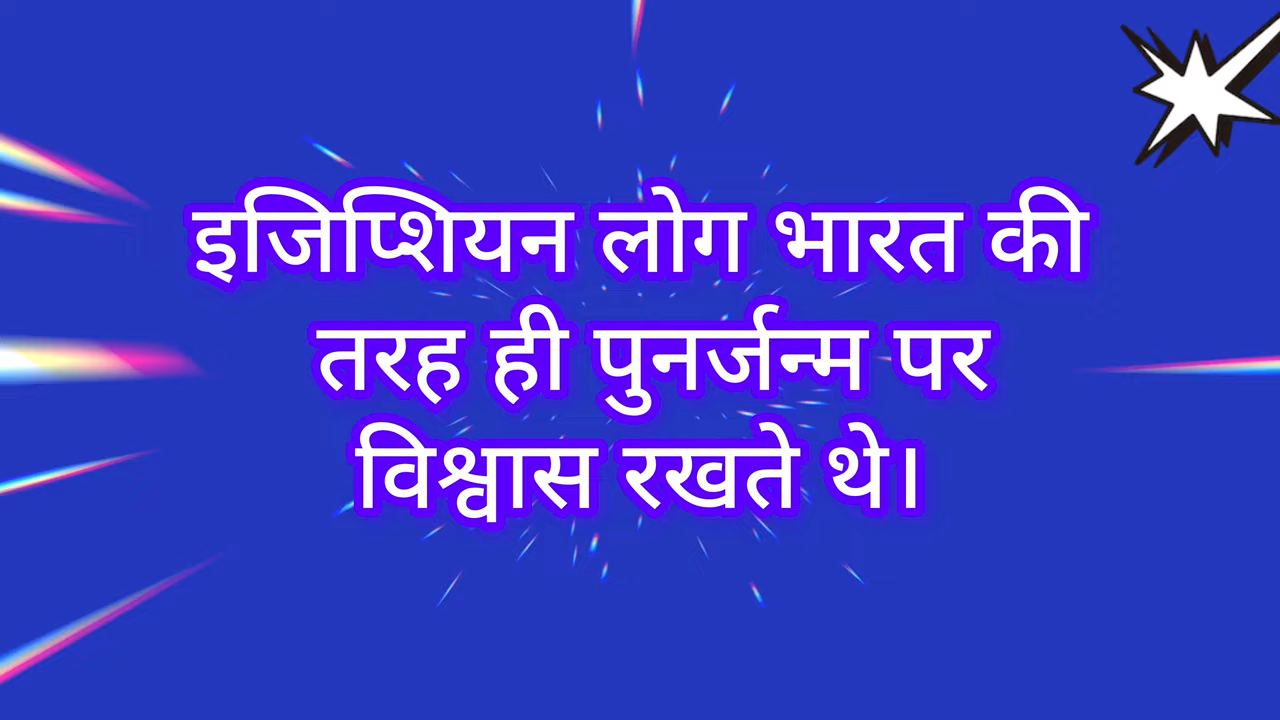 इजिप्शियन लोग भारत की
तरह ही पुनर्जन्म पर
विश्वास रखते थे।